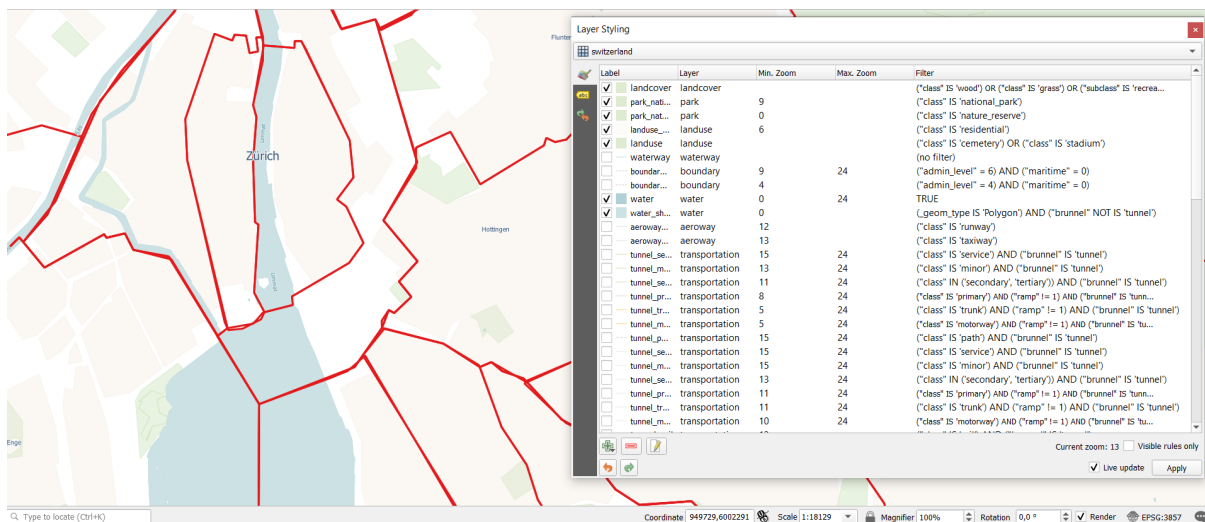 Layer Styling
switzerland
Label Layer Min. Zoom Max. Zoom Filter
landcover landcover ("class" IS 'wood') OR ("class" IS 'grass') OR ("subclass" IS 'recrea...
park_nati... park 9 ("class" IS 'national_park')
park_nat... park 0 ("class" IS 'nature_reserve')
landuse_... landuse 6 ("class" IS 'residential')
landuse landuse ("class" IS 'cemetery') OR ("class" IS 'stadium')
waterway waterway (no filter)
boundar... boundary 9 24 ("admin_level" = 6) AND ("maritime" = 0)
boundar... boundary 4 ("admin_level" = 4) AND ("maritime" = 0)
water water 0 24 TRUE
water_sh... water 0 (_geom_type IS 'Polygon') AND ("brunnel" NOT IS 'tunnel')
aeroway... aeroway 12 ("class" IS 'runway')
aeroway... aeroway 13 ("class" IS 'taxiway')
tunnel_se... transportation 15 24 ("class" IS 'service') AND ("brunnel" IS 'tunnel')
tunnel_m... transportation 13 24 ("class" IS 'minor') AND ("brunnel" IS 'tunnel')
tunnel_se... transportation 11 24 ("class" IN (secondary', 'tertiary')) AND ("brunnel" IS 'tunnel')
tunnel_pr... transportation 8 24 ("class" IS 'primary') AND ("ramp" != 1) AND ("brunnel" IS 'tunn...
tunnel_tr... transportation 5 24 ("class" IS 'trunk') AND ("ramp" != 1) AND ("brunnel" IS 'tunnel')
tunnel_m... transportation 5 24 ("class" IS 'motorway') AND ("ramp" != 1) AND ("brunnel" IS 'tu...
tunnel_p... transportation 15 24 ("class" IS 'path') AND ("brunnel" IS 'tunnel')
tunnel_se... transportation 15 24 ("class" IS 'service') AND ("brunnel" IS 'tunnel')
tunnel_m... transportation 15 24 ("class" IS 'minor') AND ("brunnel" IS 'tunnel')
tunnel_se... transportation 13 24 ("class" IN (secondary', 'tertiary')) AND ("brunnel" IS 'tunnel')
tunnel_pr... transportation 11 24 ("class" IS 'primary') AND ("ramp" != 1) AND ("brunnel" IS 'tunn...
tunnel_tr... transportation 11 24 ("class" IS 'trunk') AND ("ramp" != 1) AND ("brunnel" IS 'tunnel')
tunnel_m... transportation 10 24 ("class" IS 'motorway') AND ("ramp" != 1) AND ("brunnel" IS 'tu...
Current zoom: 13 Visible rules only
Live update Apply
abc
Flunter
Zürich
Hottingen
Limmat
Enge
Type to locate (Ctrl+K)
Coordinate 949729,6002291 Scale 1:18129 Magnifier 100% Rotation 0,0 ° Render EPSG:3857